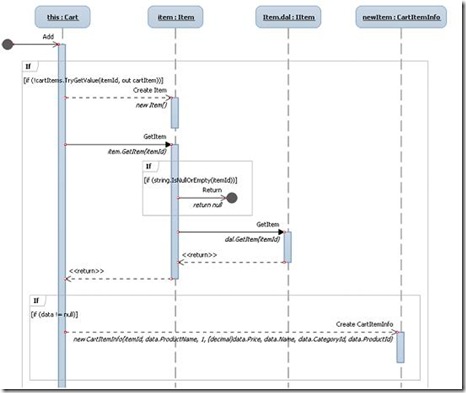 this : Cart
item : Item
Item.dal : IItem
newItem : CartItemInfo
Add
If
[if (!cartItems.TryGetValue(itemId, out cartItem))]
Create Item
new Item()
GetItem
item.GetItem(itemId)
If
[if (string.IsNullOrEmpty(itemId))]
Return
return null
GetItem
dal.GetItem(itemId)
<<return>>
<<return>>
If
[if (data != null)]
Create CartItemInfo
new CartItemInfo(itemId, data.ProductName, 1, (decimal)data.Price, data.Name, data.CategoryId, data.ProductId)